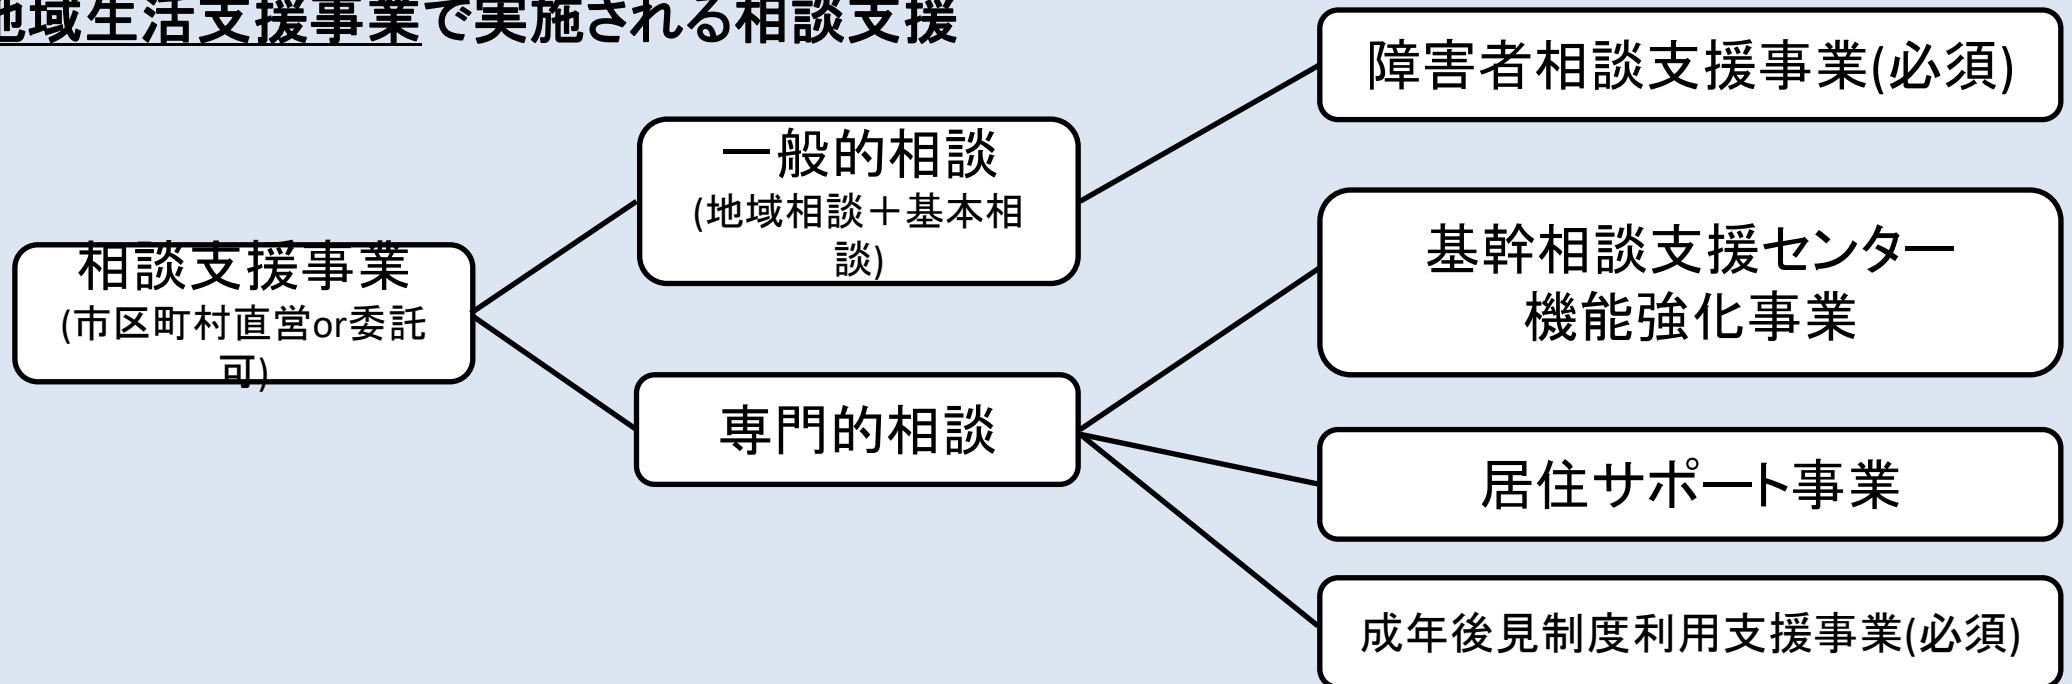 地域生活支援事業で実施される相談支援
相談支援事業
(市区町村直営or委託
可)
一般的相談
(地域相談＋基本相
談)
専門的相談
障害者相談支援事業(必須)
基幹相談支援センター
機能強化事業
居住サポート事業
成年後見制度利用支援事業(必須)